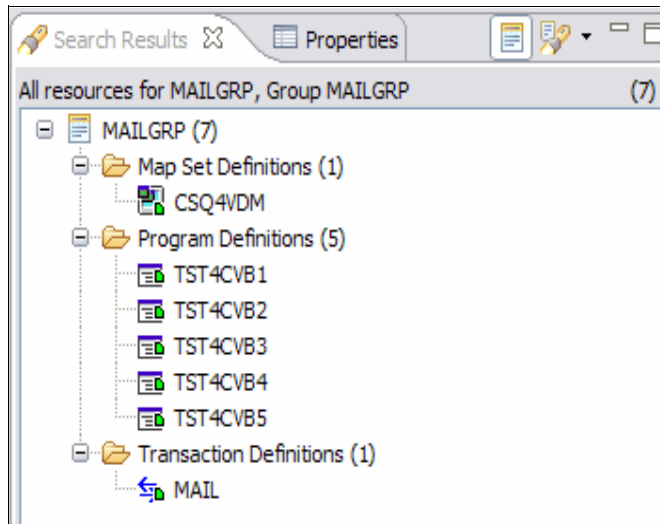 Search Results Properties
All resources for MAILGRP, Group MAILGRP (7)
MAILGRP (7)
Map Set Definitions (1)
CSQ4VDM
Program Definitions (5)
TST4CVB1
TST4CVB2
TST4CVB3
TST4CVB4
TST4CVB5
Transaction Definitions (1)
MAIL